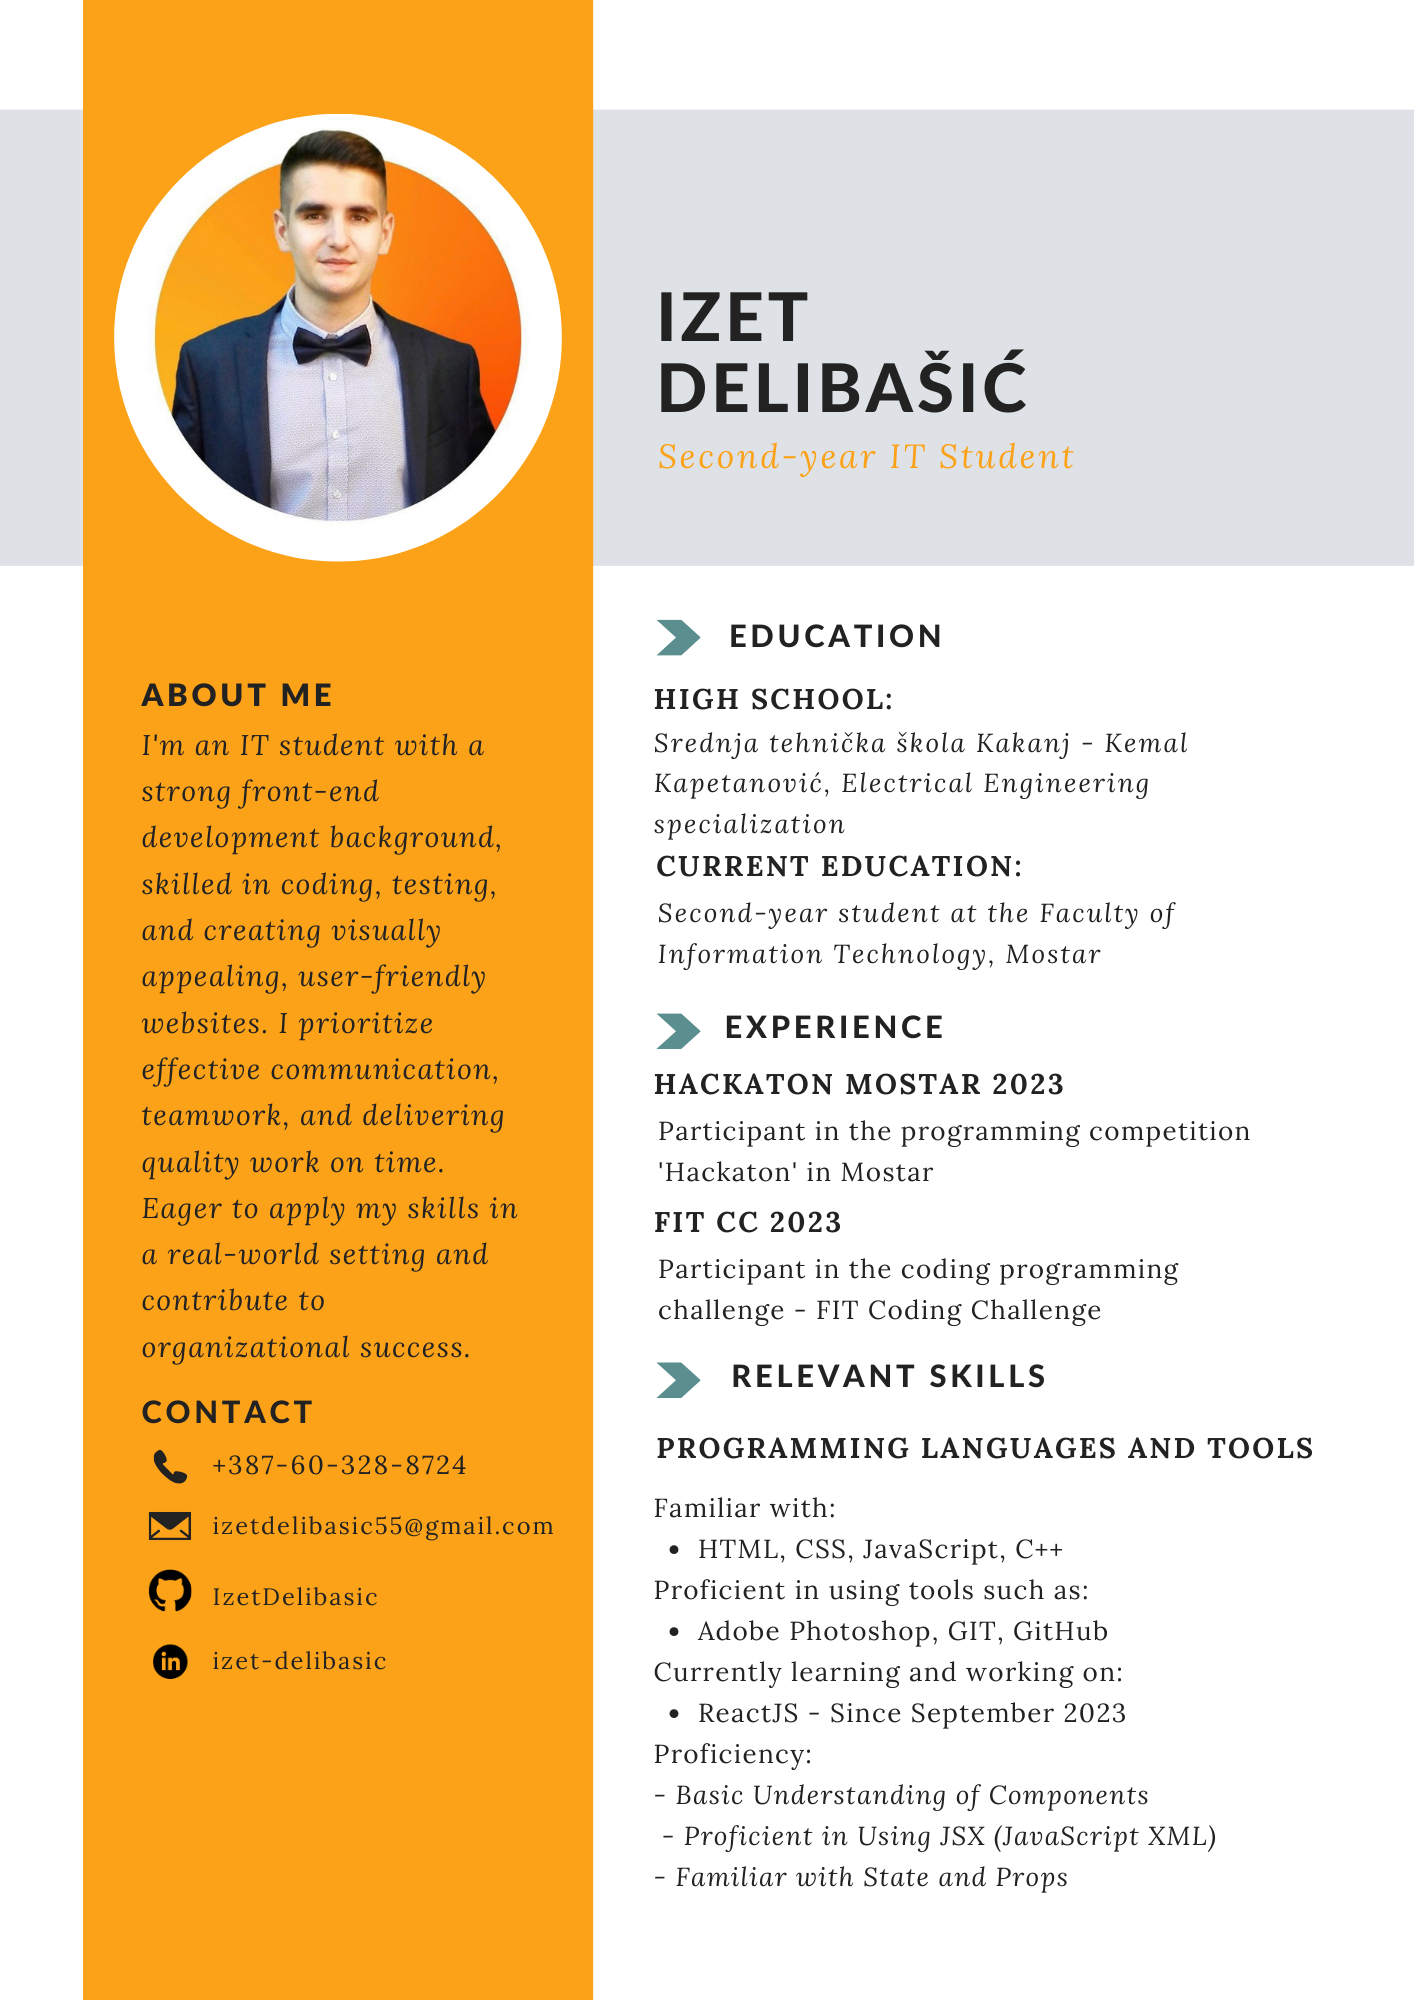 IZET
DELIBAŠIĆ
Second-year IT Student
ABOUT ME
I'm an IT student with a
strong front-end
development background,
skilled in coding, testing,
and creating visually
appealing, user-friendly
websites. I prioritize
effective communication,
teamwork, and delivering
quality work on time.
Eager to apply my skills in
a real-world setting and
contribute to
organizational success.
CONTACT
+387-60-328-8724
izetdelibasic55@gmail.com
IzetDelibasic
in
izet-delibasic
EDUCATION
HIGH SCHOOL:
Srednja tehnička škola Kakanj - Kemal
Kapetanović, Electrical Engineering
specialization
CURRENT EDUCATION:
Second-year student at the Faculty of
Information Technology, Mostar
EXPERIENCE
HACKATON MOSTAR 2023
Participant in the programming competition
'Hackaton' in Mostar
FIT CC 2023
Participant in the coding programming
challenge - FIT Coding Challenge
RELEVANT SKILLS
PROGRAMMING LANGUAGES AND TOOLS
Familiar with:
• HTML, CSS, JavaScript, C++
Proficient in using tools such as:
• Adobe Photoshop, GIT, GitHub
Currently learning and working on:
• ReactJS - Since September 2023
Proficiency:
- Basic Understanding of Components
- Proficient in Using JSX (JavaScript XML)
- Familiar with State and Props